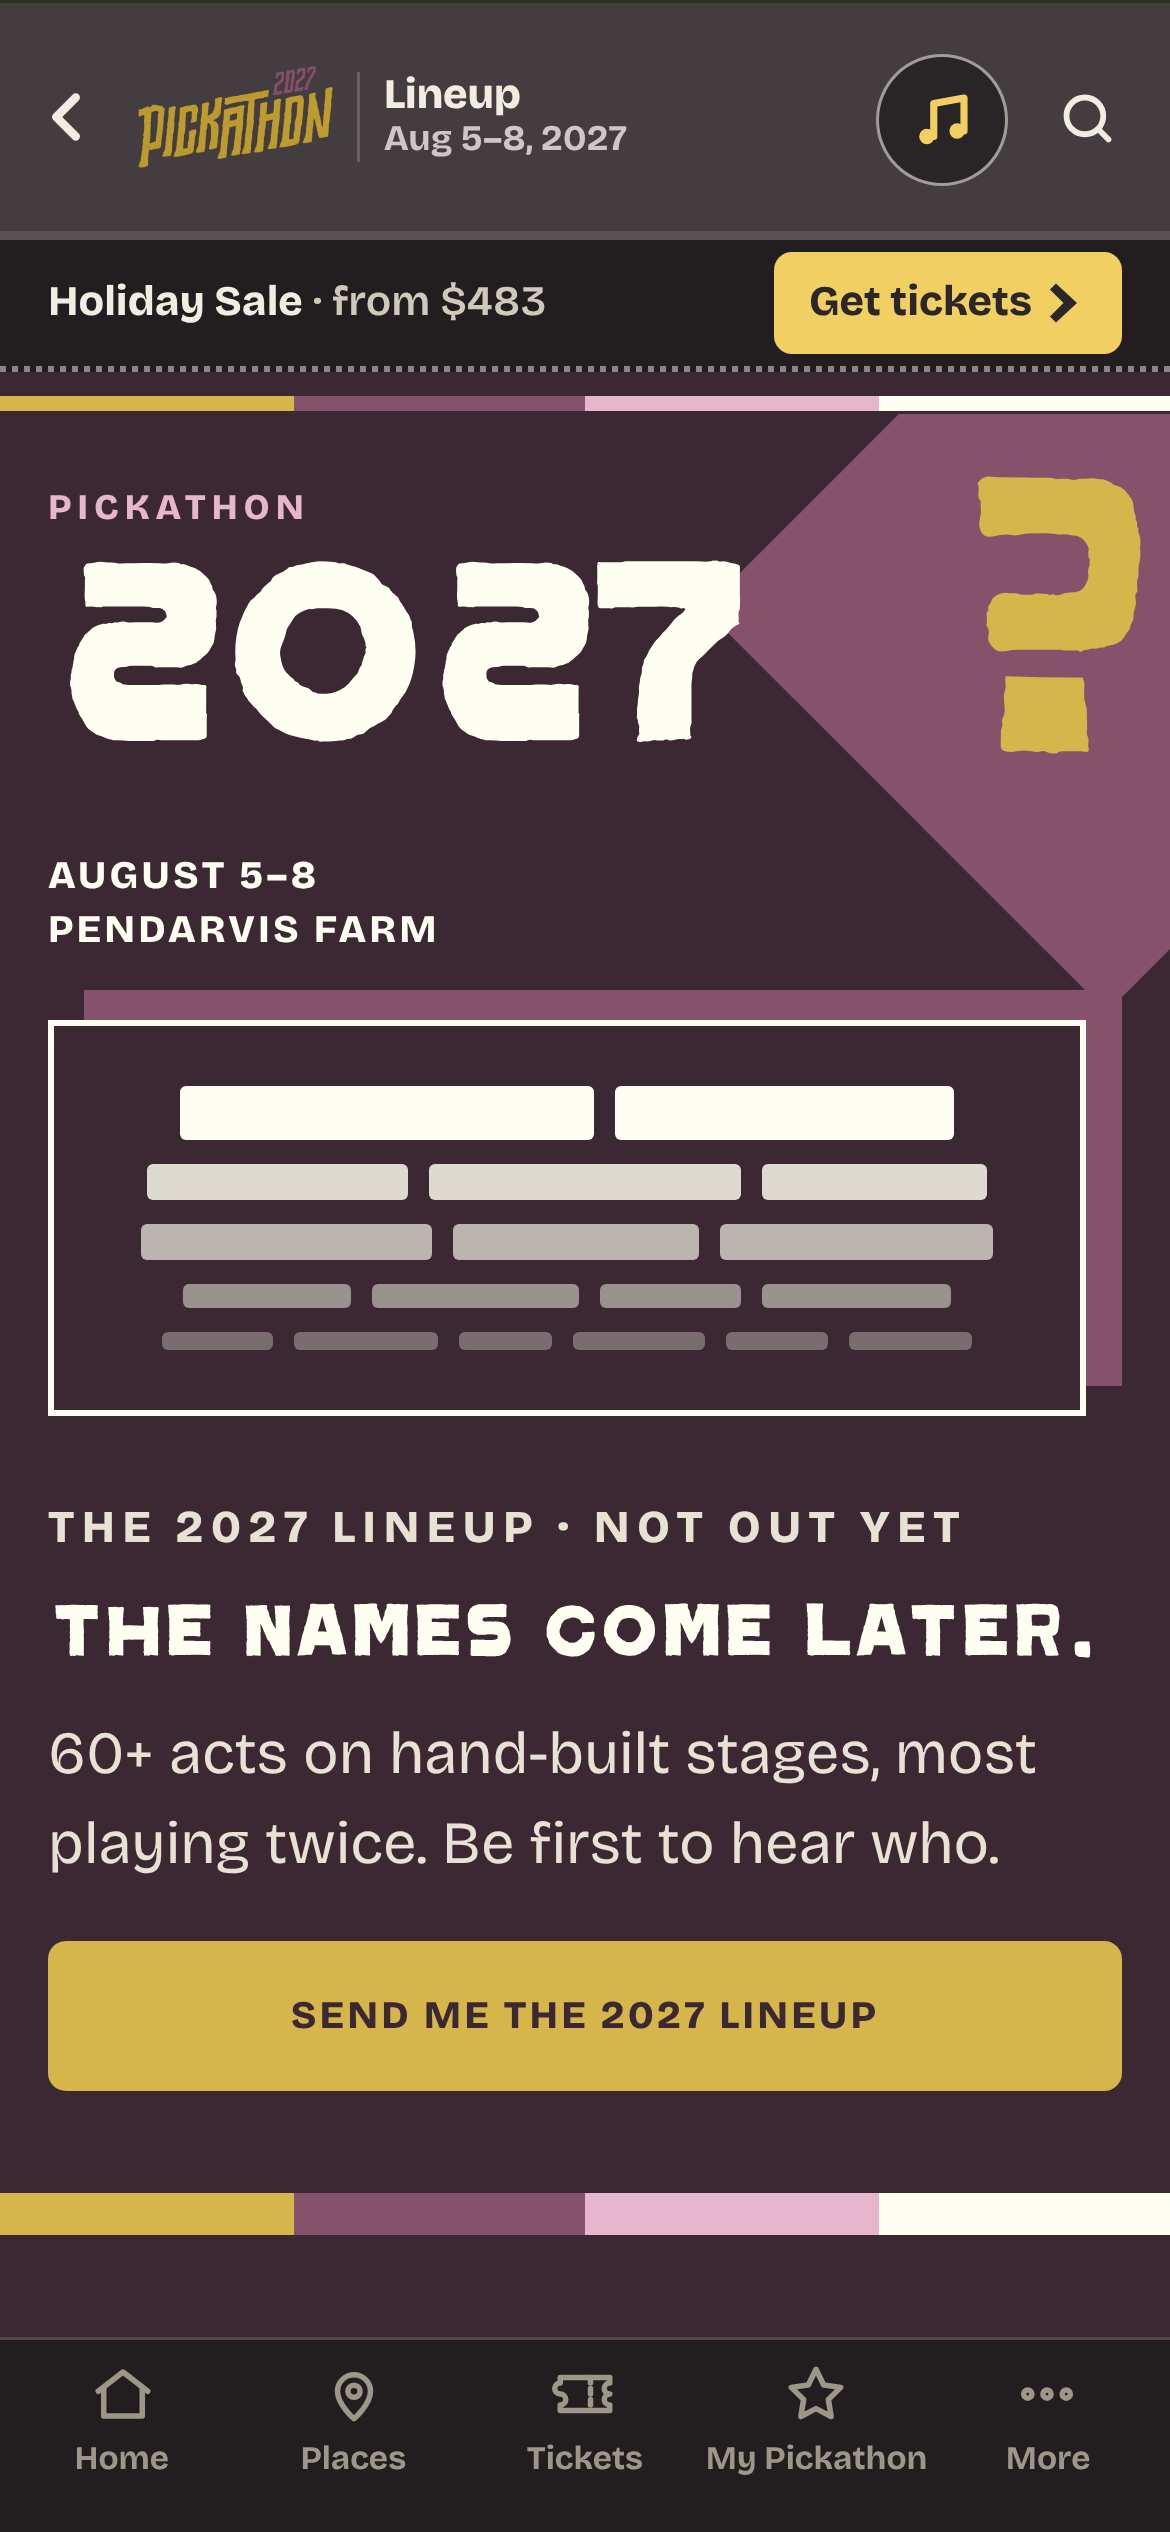 2027
PICKATHON
Lineup
Aug 5–8, 2027
Holiday Sale · from $483
Get tickets
PICKATHON
2027
?
AUGUST 5–8
PENDARVIS FARM
THE 2027 LINEUP · NOT OUT YET
THE NAMES COME LATER.
60+ acts on hand-built stages, most
playing twice. Be first to hear who.
SEND ME THE 2027 LINEUP
Home
Places
Tickets
My Pickathon
More